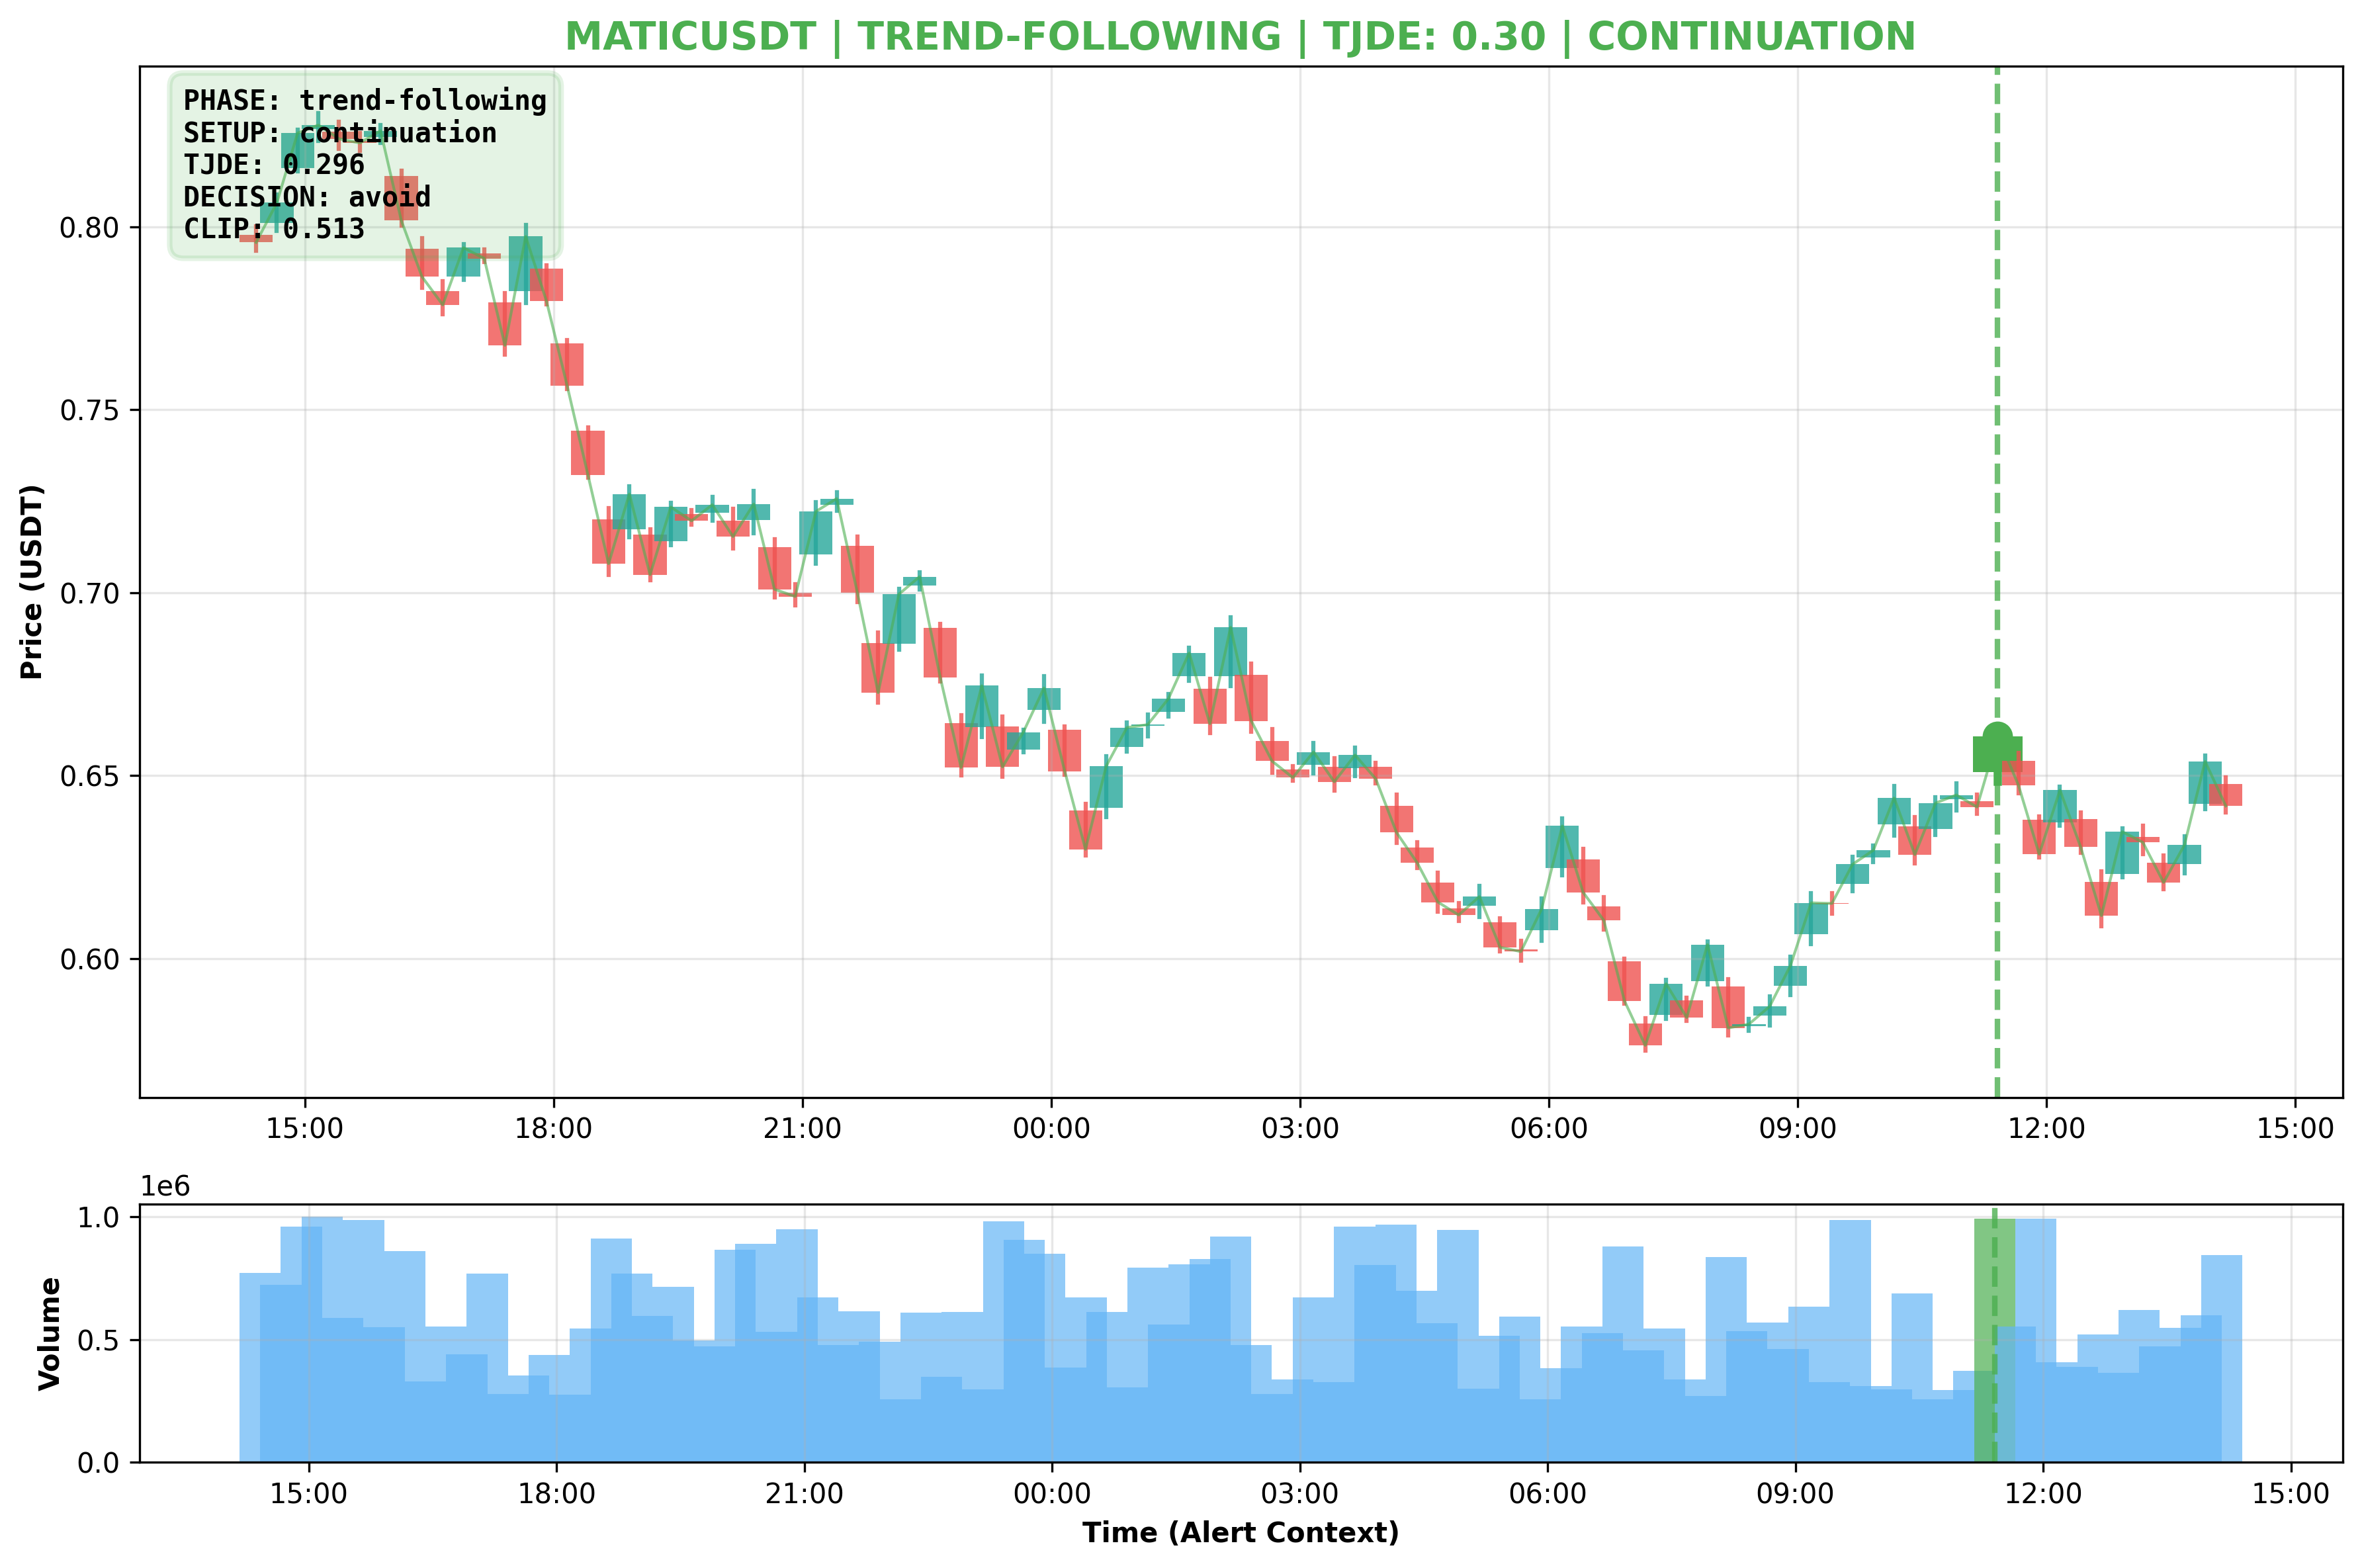 MATICUSDT | TREND-FOLLOWING | TJDE: 0.30 | CONTINUATION
PHASE: trend-following
SETUP: continuation
TJDE: 0.296
DECISION: avoid
CLIP: 0.513
Price (USDT)
0.80
0.75
0.70
0.65
0.60
15:00 18:00 21:00 00:00 03:00 06:00 09:00 12:00 15:00
1e6
Volume
1.0
0.5
0.0
15:00 18:00 21:00 00:00 03:00 06:00 09:00 12:00 15:00
Time (Alert Context)